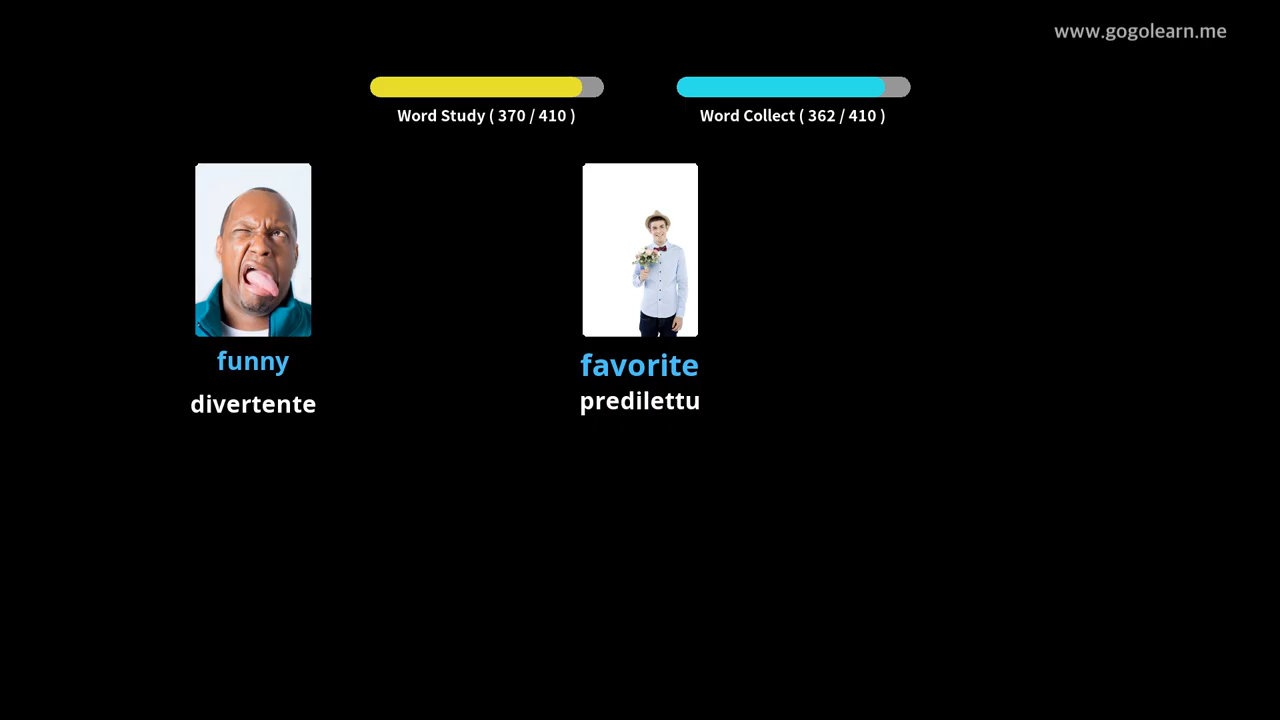 www.gogolearn.me
Word Study ( 370 / 410 )
Word Collect ( 362 / 410 )
funny
divertente
favorite
predilettu